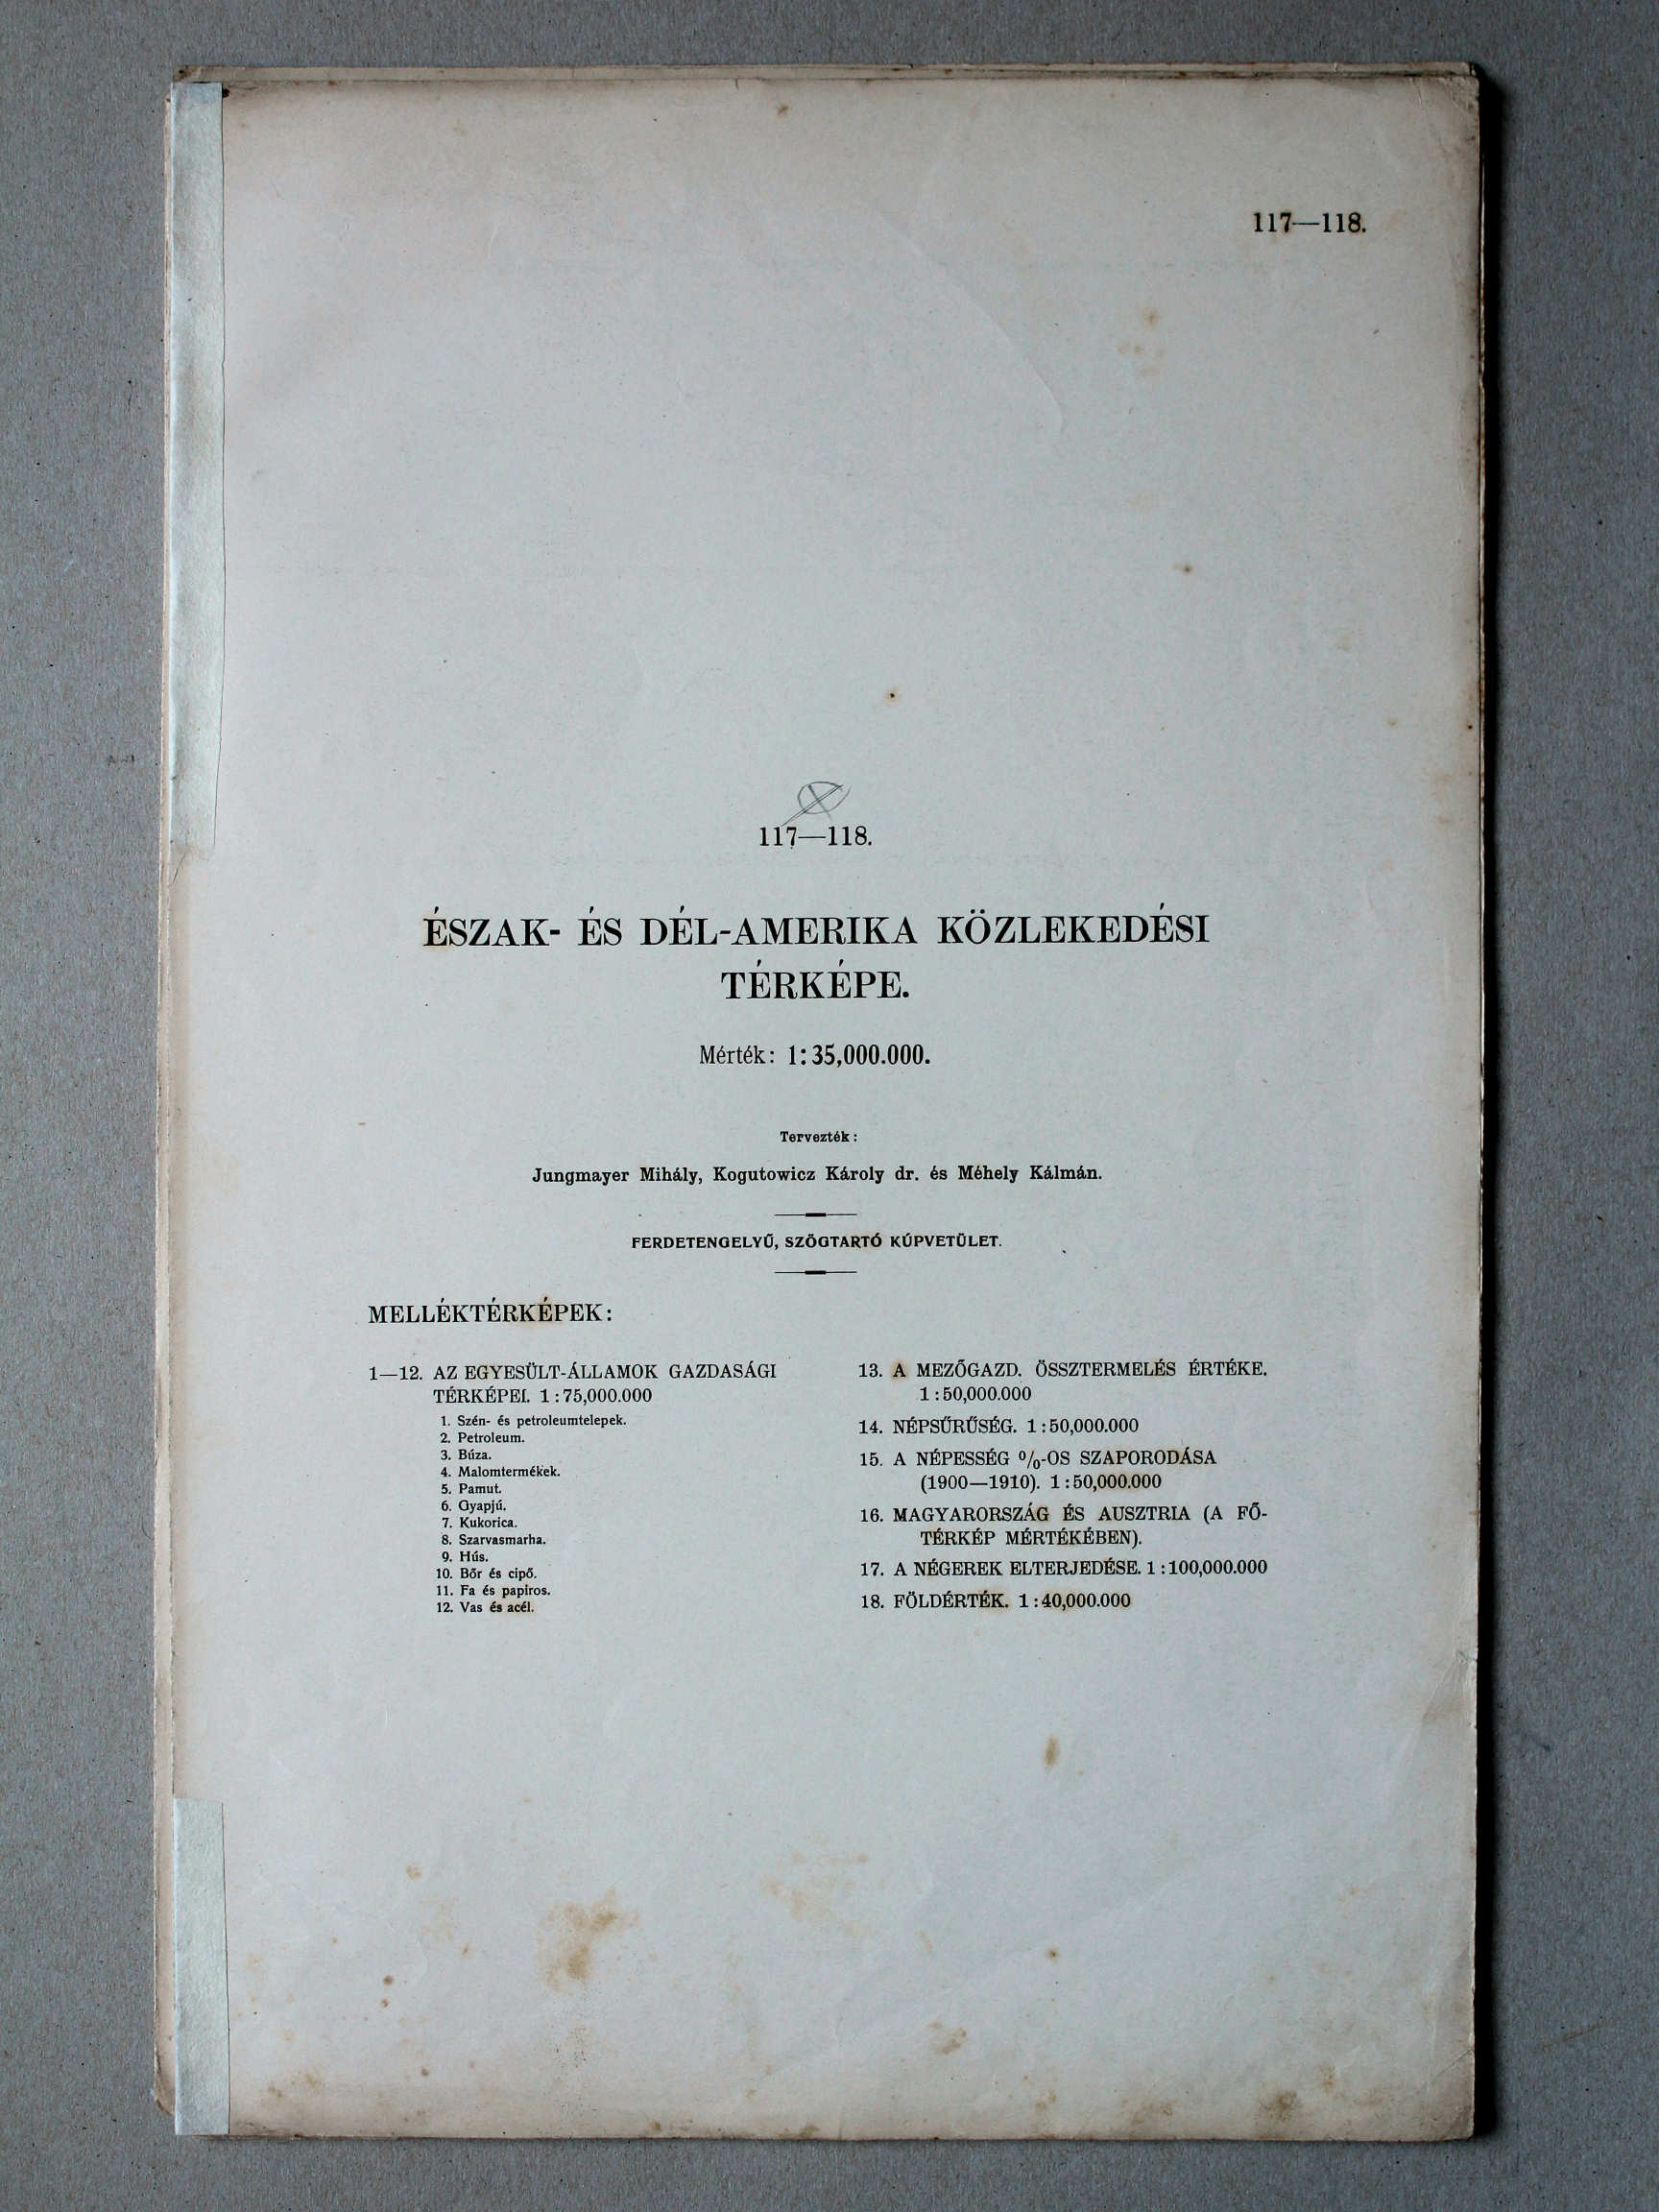 117—118.
117—118.
ÉSZAK- ÉS DÉL-AMERIKA KÖZLEKEDÉSI
TÉRKÉPE.
Mérték: 1:35,000.000.
Tervezték:
Jungmayer Mihály, Kogutowicz Károly dr. és Méhely Kálmán.
FERDETENGELYŰ, SZÖGTARTÓ KÚPVETÜLET.
MELLÉKTÉRKÉPEK:
1—12. AZ EGYESÜLT-ÁLLAMOK GAZDASÁGI
TÉRKÉPEI. 1:75,000.000
1. Szén- és petroleumtelepek.
2. Petroleum.
3. Búza.
4. Malomtermékek.
5. Pamut.
6. Gyapjú.
7. Kukorica.
8. Szarvasmarha.
9. Hús.
10. Bőr és cipő.
11. Fa és papiros.
12. Vas és acél.
13. A MEZŐGAZD. ÖSSZTERMELÉS ÉRTÉKE.
1:50,000.000
14. NÉPSŰRŰSÉG. 1:50,000.000
15. A NÉPESSÉG %-OS SZAPORODÁSA
(1900—1910). 1:50,000.000
16. MAGYARORSZÁG ÉS AUSZTRIA (A FŐ-
TÉRKÉP MÉRTÉKÉBEN).
17. A NÉGEREK ELTERJEDÉSE. 1:100,000.000
18. FÖLDÉRTÉK. 1:40,000.000